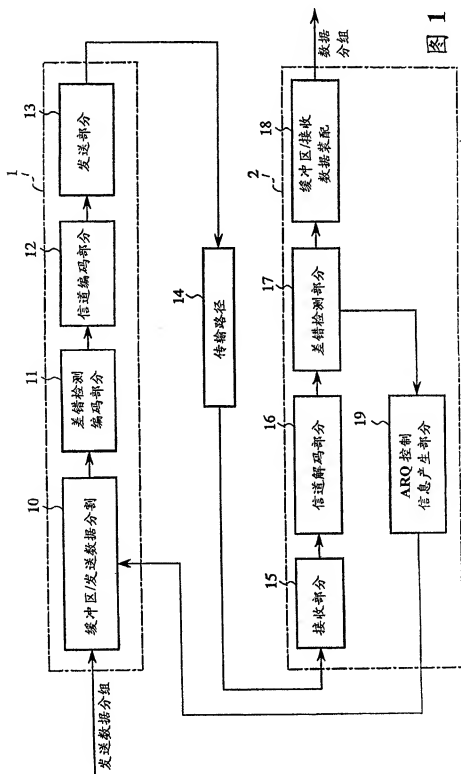 发送数据分组
1
10
缓冲区/发送数据分割
11
差错检测
编码部分
12
信道编码部分
13
发送部分
14
传输路径
2
15
接收部分
16
信道解码部分
17
差错检测部分
18
缓冲区/接收
数据装配
数据
分组
19
ARQ 控制
信息产生部分
图 1